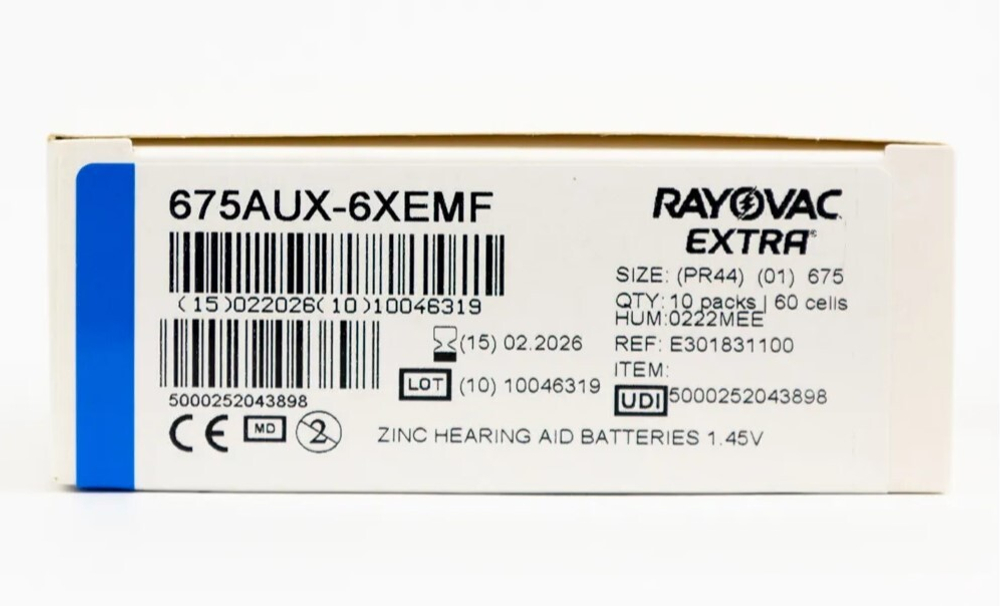 675AUX-6XEMF
(15)022026(10)10046319
5000252043898
CE MD 2
(15) 02.2026
LOT (10) 10046319
RAYOVAC
EXTRA®
SIZE: (PR44) (01) 675
QTY: 10 packs | 60 cells
HUM:0222MEE
REF: E301831100
ITEM:
UDI 5000252043898
ZINC HEARING AID BATTERIES 1.45V